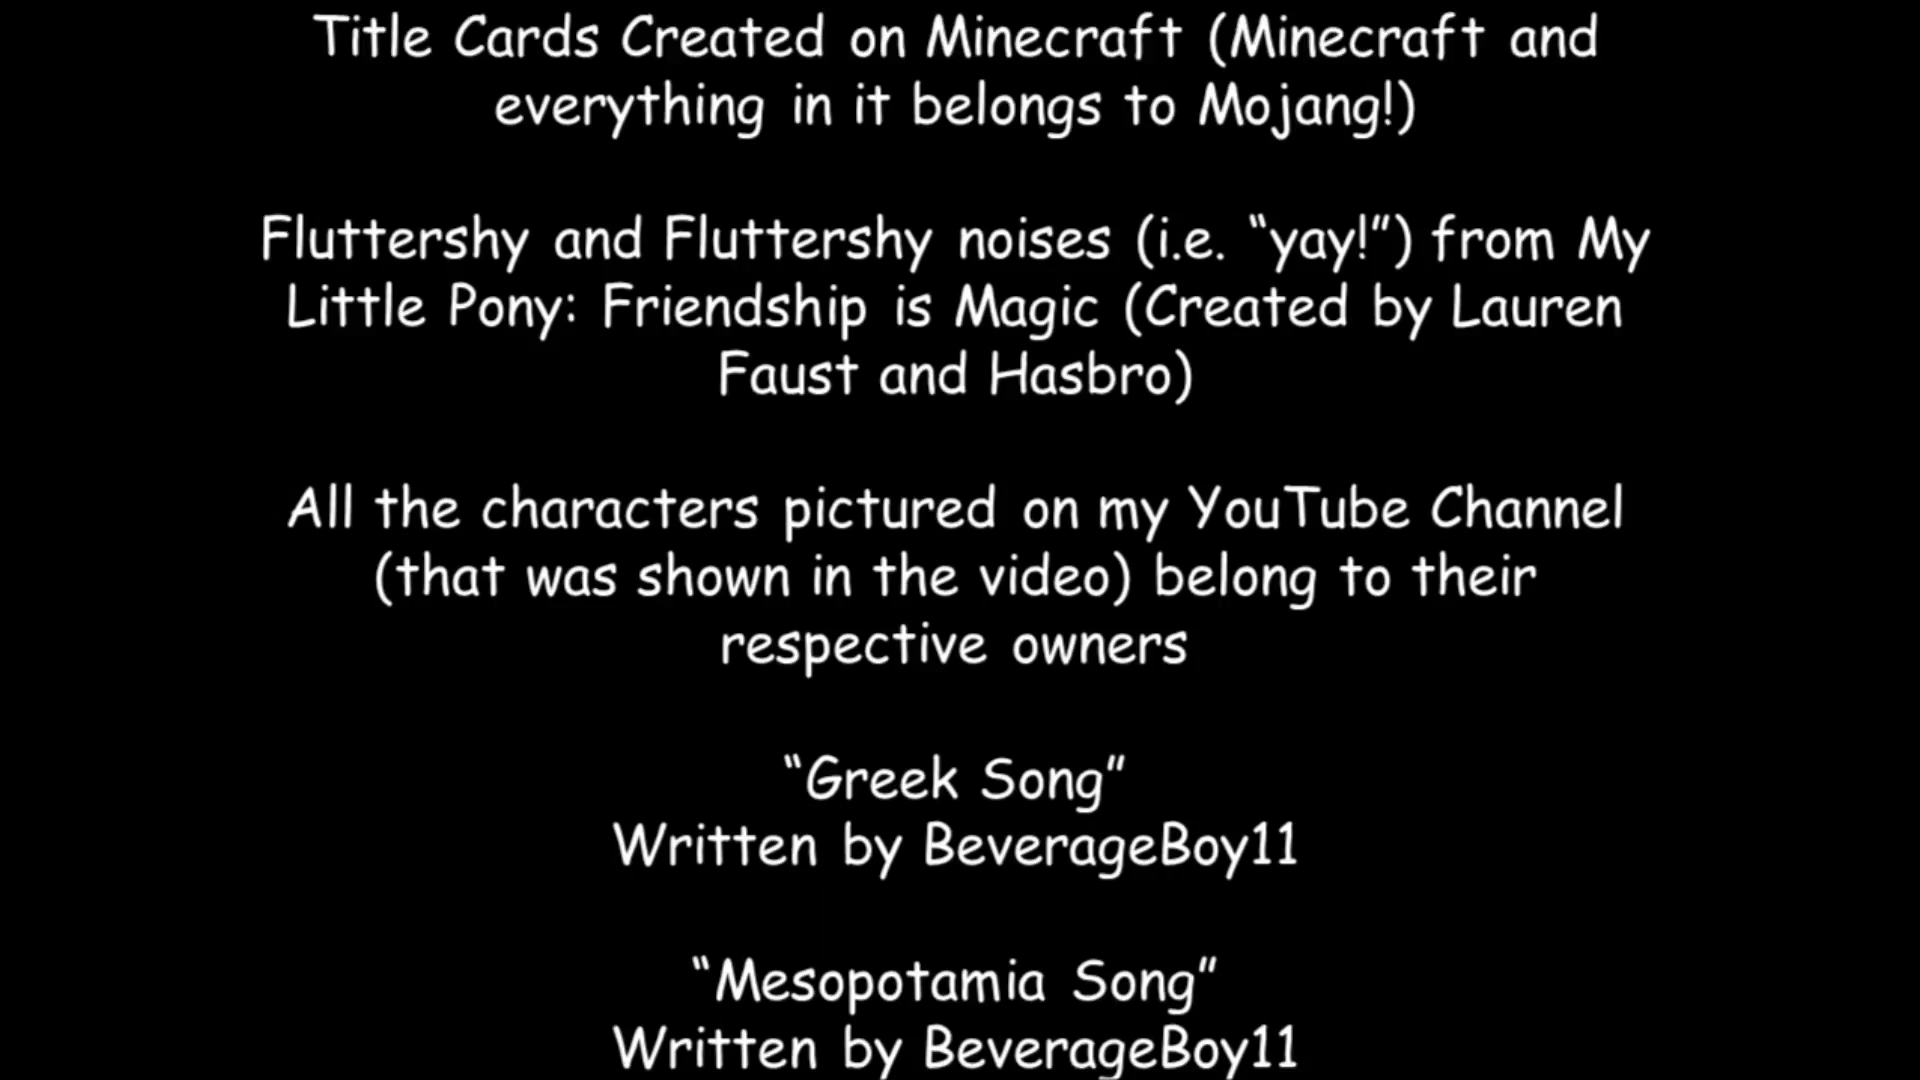 Title Cards Created on Minecraft (Minecraft and
everything in it belongs to Mojang!)
Fluttershy and Fluttershy noises (i.e. “yay!”) from My
Little Pony: Friendship is Magic (Created by Lauren
Faust and Hasbro)
All the characters pictured on my YouTube Channel
(that was shown in the video) belong to their
respective owners
“Greek Song”
Written by BeverageBoy11
“Mesopotamia Song”
Written by BeverageBoy11